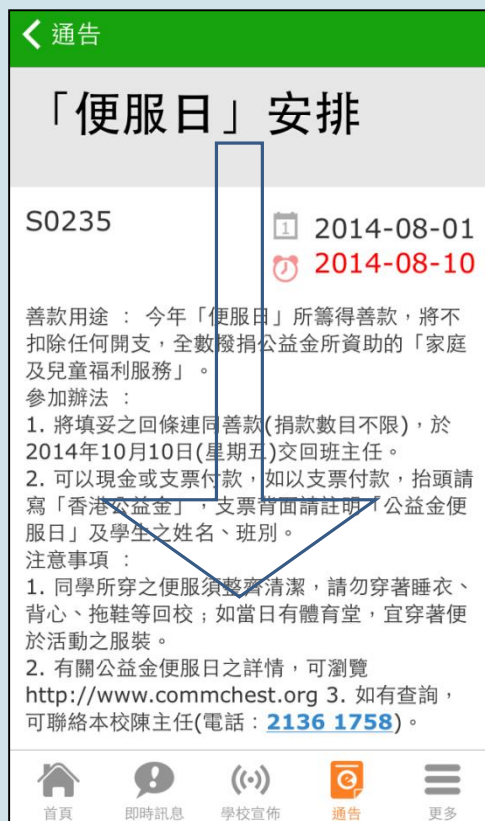 通告
「便服日」安排
S0235
1 2014-08-01
2014-08-10
善款用途 : 今年「便服日」所籌得善款,將不
扣除任何開支,全數撥捐公益金所資助的「家庭
及兒童福利服務」。
參加辦法 :
1. 將填妥之回條連同善款(捐款數目不限),於
2014年10月10日(星期五)交回班主任。
2. 可以現金或支票付款,如以支票付款,抬頭請
寫「香港公益金」,支票背面請註明「公益金便
服日」及學生之姓名、班別。
注意事項 :
1. 同學所穿之便服須整齊清潔,請勿穿著睡衣、
背心、拖鞋等回校;如當日有體育堂,宜穿著便
於活動之服裝。
2. 有關公益金便服日之詳情,可瀏覽
http://www.commchest.org 3. 如有查詢,
可聯絡本校陳主任(電話:2136 1758)。
首頁 即時訊息 學校宣佈 通告 更多